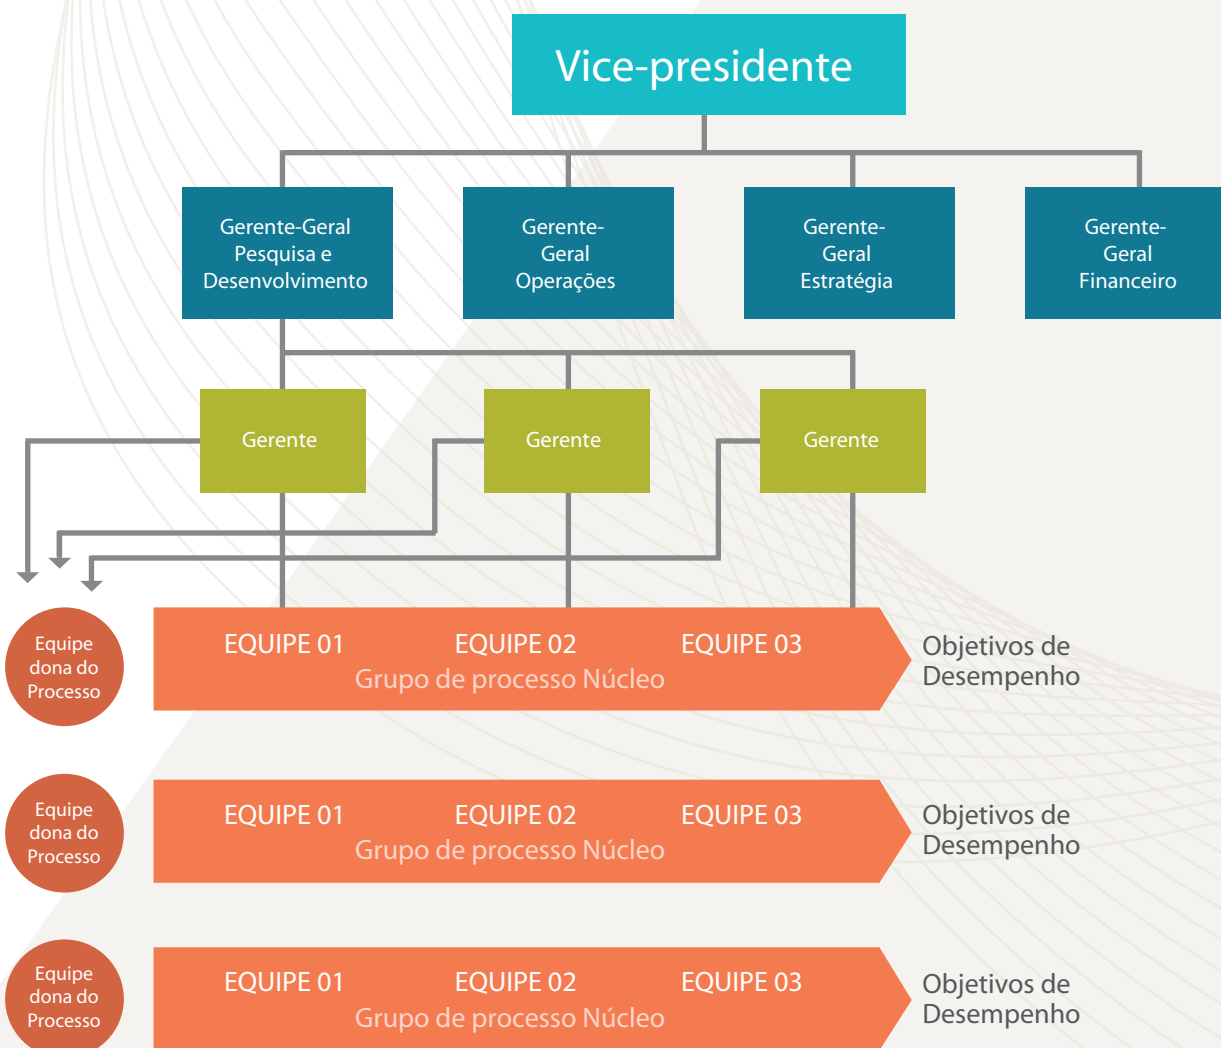 Vice-presidente
Gerente-Geral
Pesquisa e
Desenvolvimento
Gerente-
Geral
Operações
Gerente-
Geral
Estratégia
Gerente-
Geral
Financeiro
Gerente
Gerente
Gerente
Equipe
dona do
Processo
EQUIPE 01 EQUIPE 02 EQUIPE 03
Grupo de processo Núcleo
Objetivos de
Desempenho
Equipe
dona do
Processo
EQUIPE 01 EQUIPE 02 EQUIPE 03
Grupo de processo Núcleo
Objetivos de
Desempenho
Equipe
dona do
Processo
EQUIPE 01 EQUIPE 02 EQUIPE 03
Grupo de processo Núcleo
Objetivos de
Desempenho